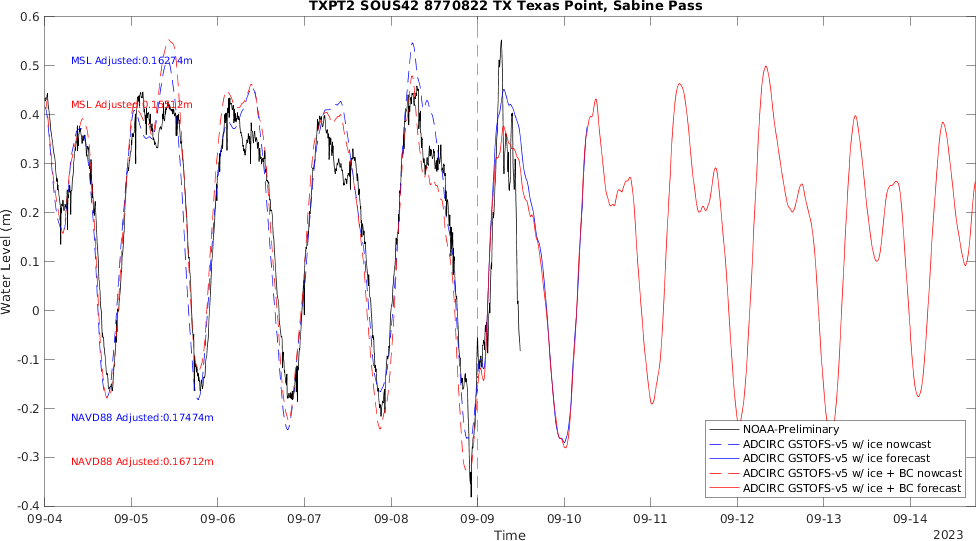 TXPT2 SOUS42 8770822 TX Texas Point, Sabine Pass
0.6
0.5
0.4
0.3
0.2
0.1
0
-0.1
-0.2
-0.3
-0.4
Water Level (m)
MSL Adjusted:0.16274m
MSL Adjusted:
NAVD88 Adjusted:0.17474m
NAVD88 Adjusted:0.16712m
NOAA-Preliminary
ADCIRC GSTOFS-v5 w/ ice nowcast
ADCIRC GSTOFS-v5 w/ ice forecast
ADCIRC GSTOFS-v5 w/ ice + BC nowcast
ADCIRC GSTOFS-v5 w/ ice + BC forecast
09-04 09-05 09-06 09-07 09-08 09-09 09-10 09-11 09-12 09-13 09-14
Time
2023